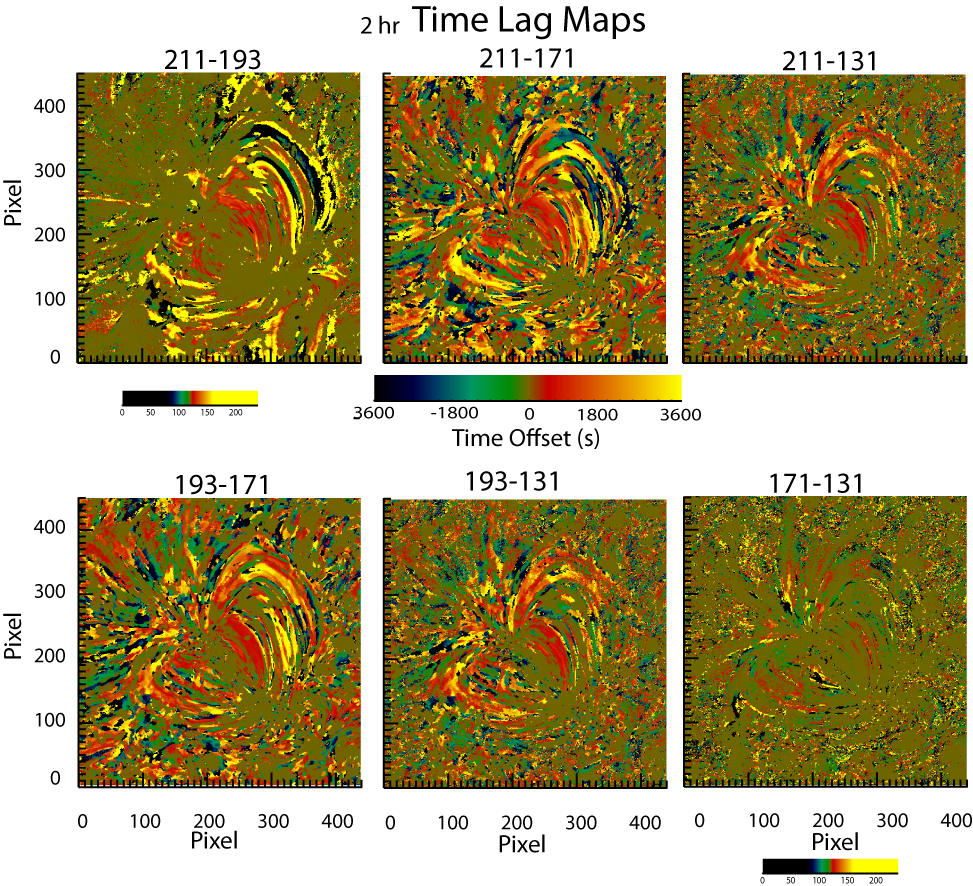 2 hr Time Lag Maps
211-193 211-171 211-131
400
300
200
100
0
Pixel
0 50 100 150 200
3600 -1800 0 1800 3600
Time Offset (s)
193-171 193-131 171-131
400
300
200
100
0
Pixel
0 100 200 300 400 0 100 200 300 400 0 100 200 300 400
Pixel Pixel Pixel
0 50 100 150 200